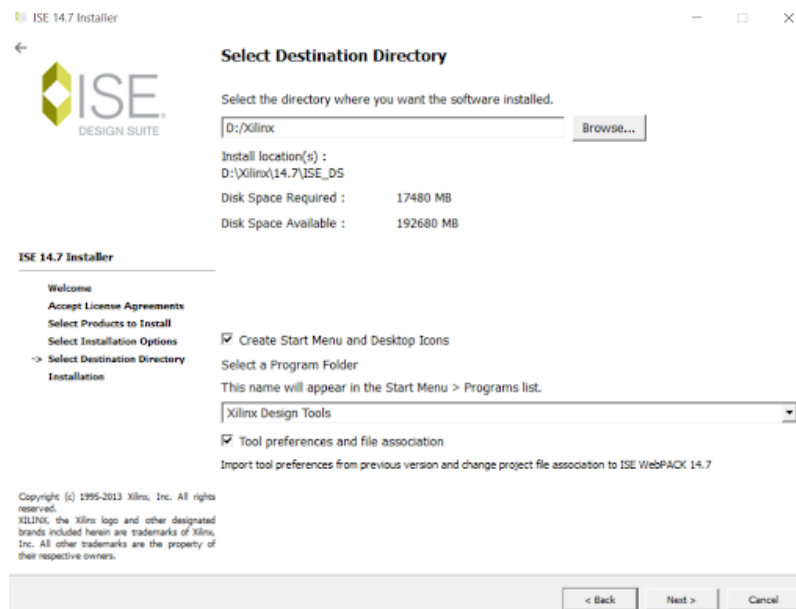 ISE 14.7 Installer
ISE
DESIGN SUITE
Select Destination Directory
Select the directory where you want the software installed.
D:/Xilinx
Browse...
Install location(s) :
D:\Xilinx\14.7\ISE_DS
Disk Space Required : 17480 MB
Disk Space Available : 192680 MB
ISE 14.7 Installer
Welcome
Accept License Agreements
Select Products to Install
Select Installation Options
-> Select Destination Directory
Installation
Create Start Menu and Desktop Icons
Select a Program Folder
This name will appear in the Start Menu > Programs list.
Xilinx Design Tools
Tool preferences and file association
Import tool preferences from previous version and change project file association to ISE WebPACK 14.7
Copyright (c) 1995-2013 Xilinx, Inc. All rights
reserved.
XILINX, the Xilinx logo and other designated
brands included herein are trademarks of Xilinx,
Inc. All other trademarks are the property of
their respective owners.
< Back
Next >
Cancel